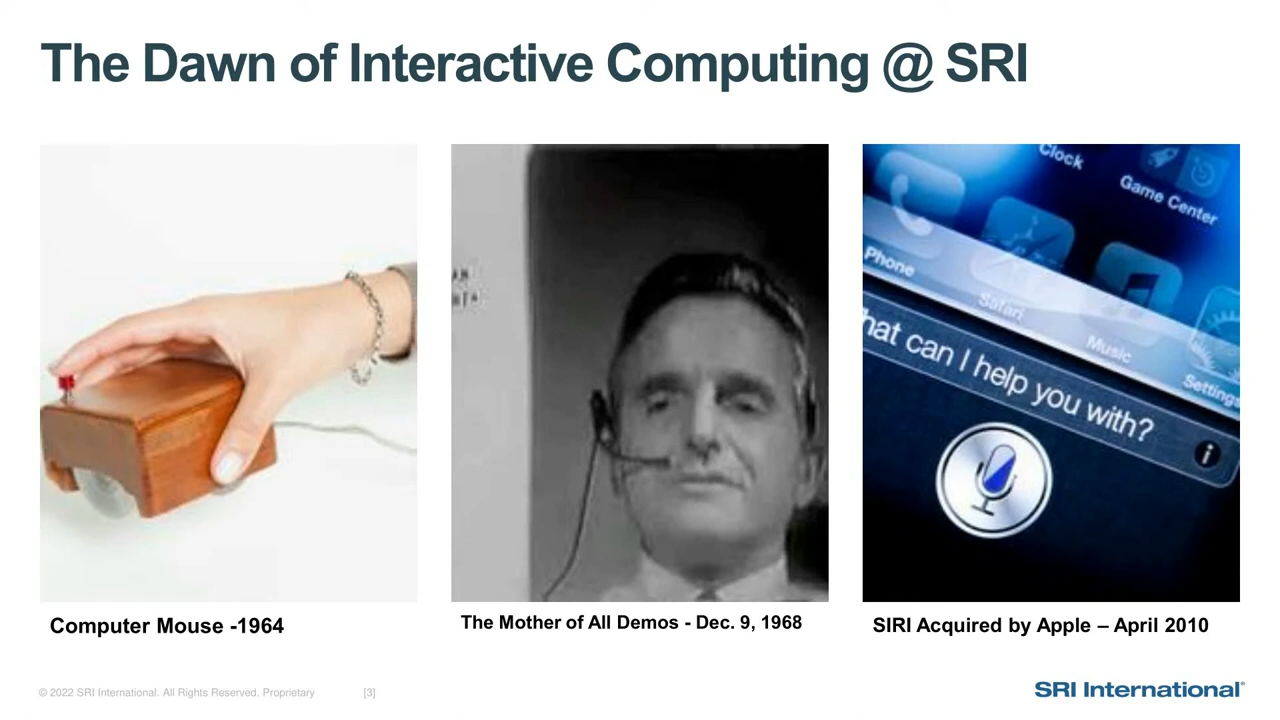 The Dawn of Interactive Computing @ SRI
Clock
Game Center
Phone
Safari
Music
Settings
hat can I help you with?
i
Computer Mouse -1964
The Mother of All Demos - Dec. 9, 1968
SIRI Acquired by Apple – April 2010
© 2022 SRI International. All Rights Reserved. Proprietary
[3]
SRI International®